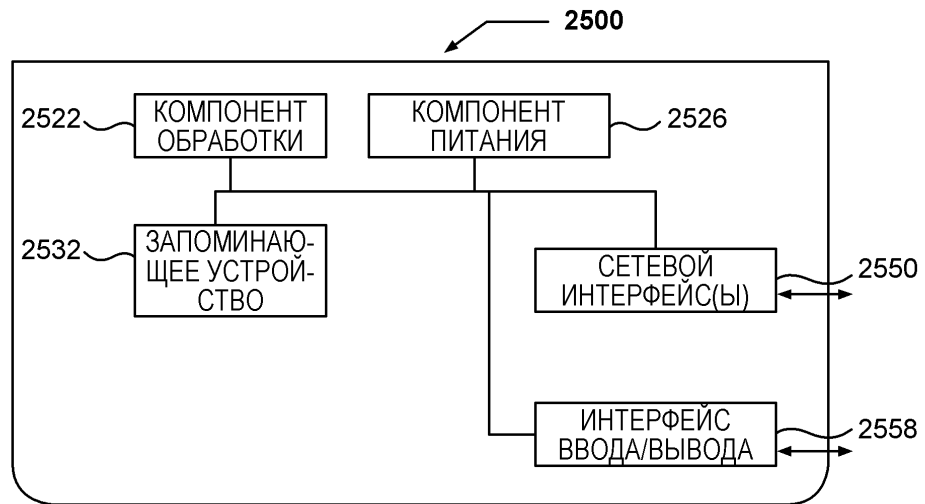 2500
2522
КОМПОНЕНТ
ОБРАБОТКИ
КОМПОНЕНТ
ПИТАНИЯ
2526
2532
ЗАПОМИНАЮ-
ЩЕЕ УСТРОЙ-
СТВО
СЕТЕВОЙ
ИНТЕРФЕЙС(Ы)
2550
ИНТЕРФЕЙС
ВВОДА/ВЫВОДА
2558